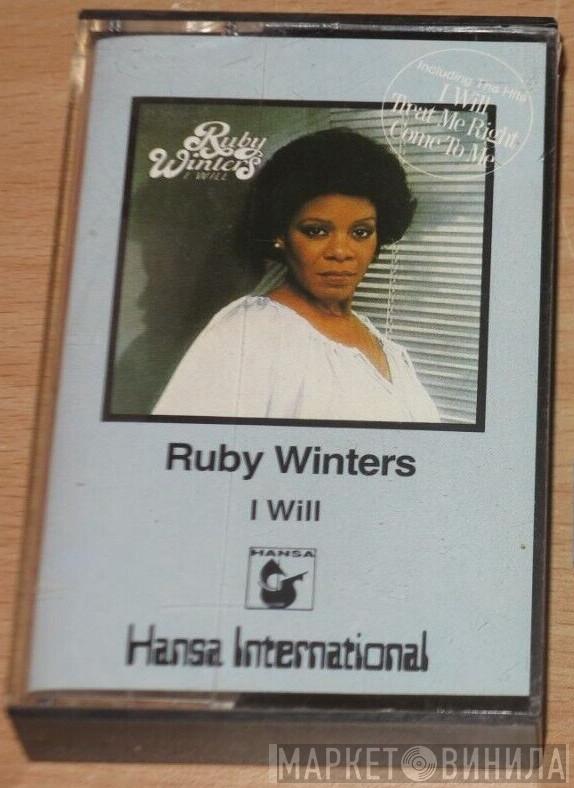 Including The Hits
I Will
Treat Me Right
Come To Me
Ruby
Winters
I WILL
Ruby Winters
I Will
HANSA
Hansa International
МАРКЕТ ВИНИЛА